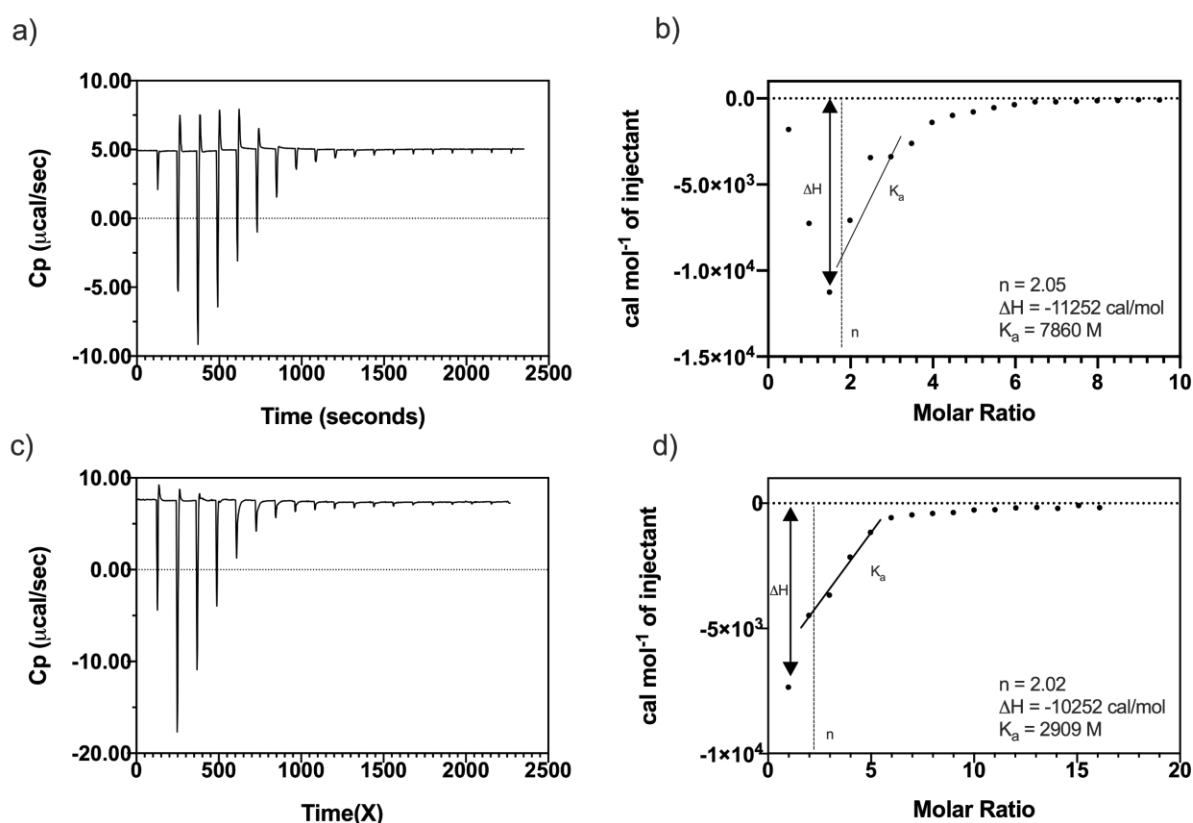 a)
10.00
5.00
0.00
-5.00
-10.00
Cp (μcal/sec)
0 500 1000 1500 2000 2500
Time (seconds)
b)
0.0
-5.0×10³
-1.0×10⁴
-1.5×10⁴
cal mol⁻¹ of injectant
ΔH
Kₐ
n
n = 2.05
ΔH = -11252 cal/mol
Kₐ = 7860 M
0 2 4 6 8 10
Molar Ratio
c)
10.00
0.00
-10.00
-20.00
Cp (μcal/sec)
0 500 1000 1500 2000 2500
Time(X)
d)
0
-5×10³
-1×10⁴
cal mol⁻¹ of injectant
ΔH
Kₐ
n
n = 2.02
ΔH = -10252 cal/mol
Kₐ = 2909 M
0 5 10 15 20
Molar Ratio